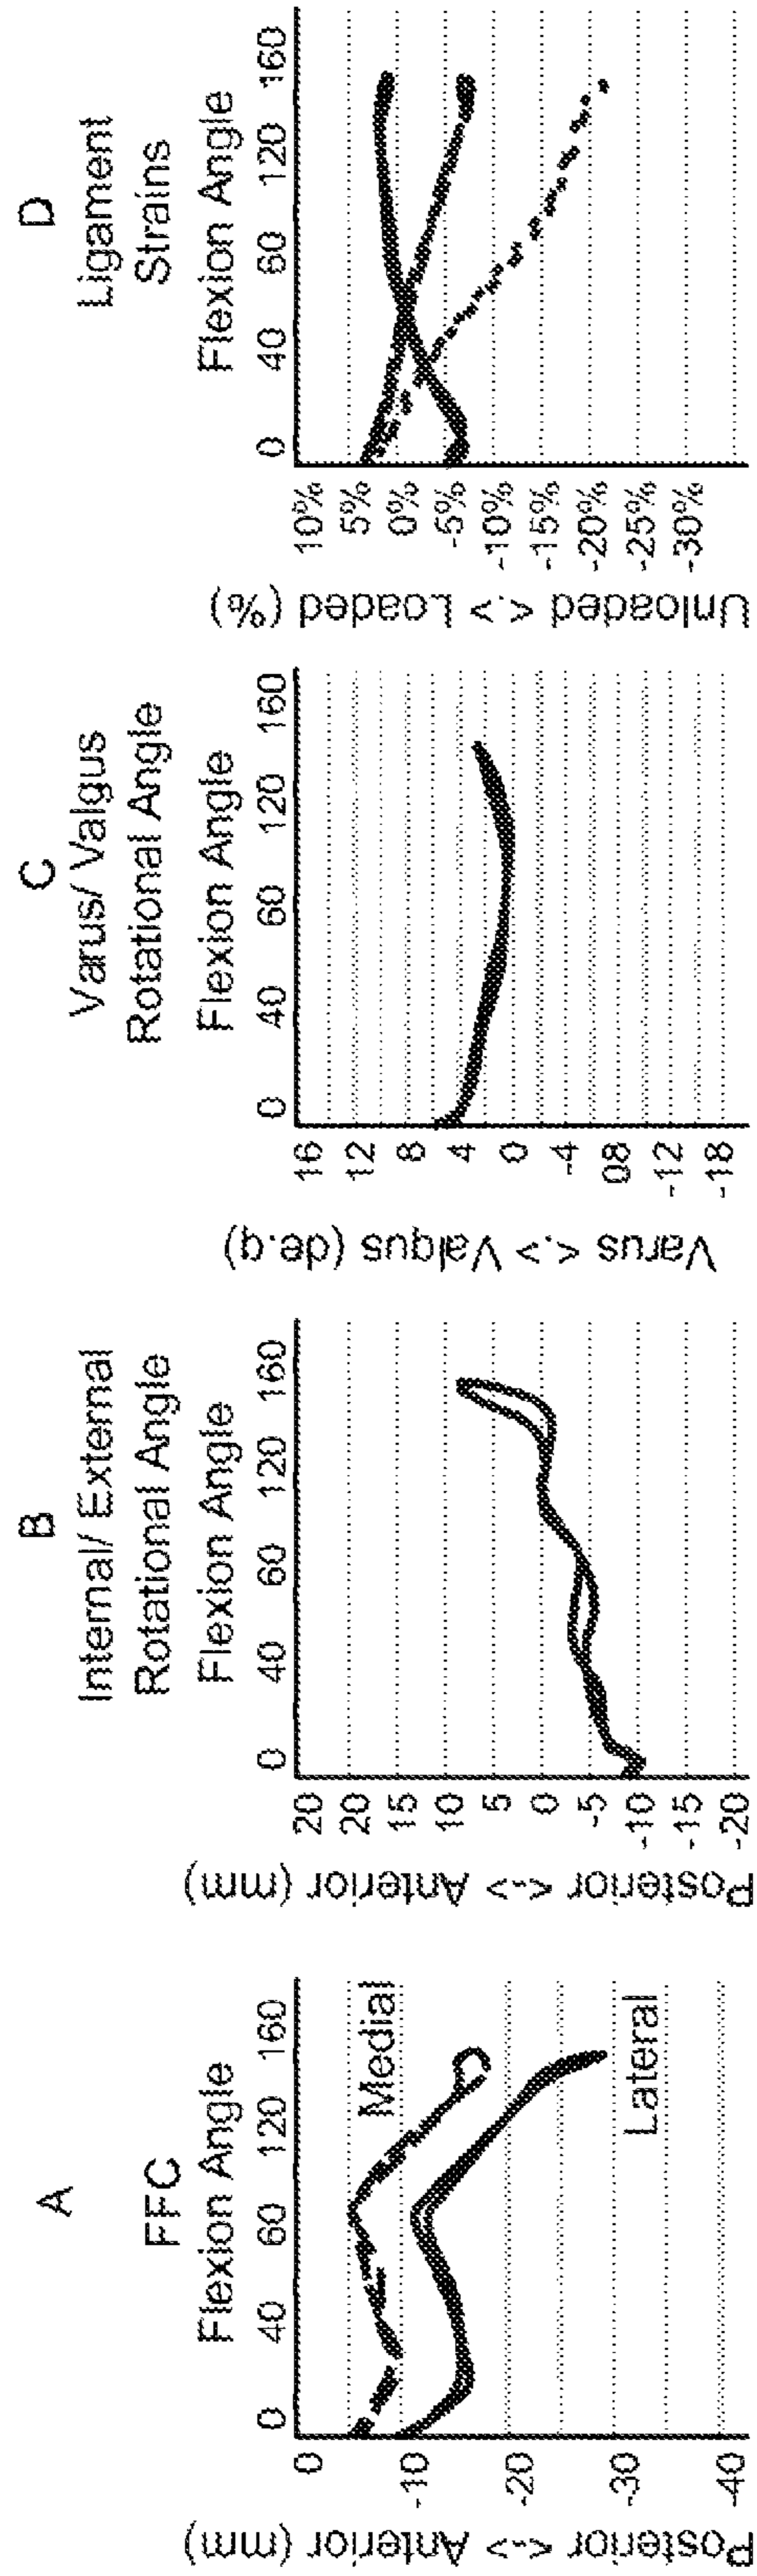 A
FFC
Flexion Angle
0 40 60 120 160
0
-10
-20
-30
-40
Posterior <-> Anterior (mm)
Medial
Lateral
B
Internal/ External
Rotational Angle
Flexion Angle
0 40 60 120 160
20
20
15
10
5
0
-5
-10
-15
-20
Posterior <-> Anterior (mm)
C
Varus/ Valgus
Rotational Angle
Flexion Angle
0 40 60 120 160
16
12
8
4
0
-4
08
-12
-18
Varus <.> Valqus (de.q)
D
Ligament
Strains
Flexion Angle
0 40 60 120 160
10%
5%
0%
-5%
-10%
-15%
-20%
-25%
-30%
Unloaded <.> Loaded (%)